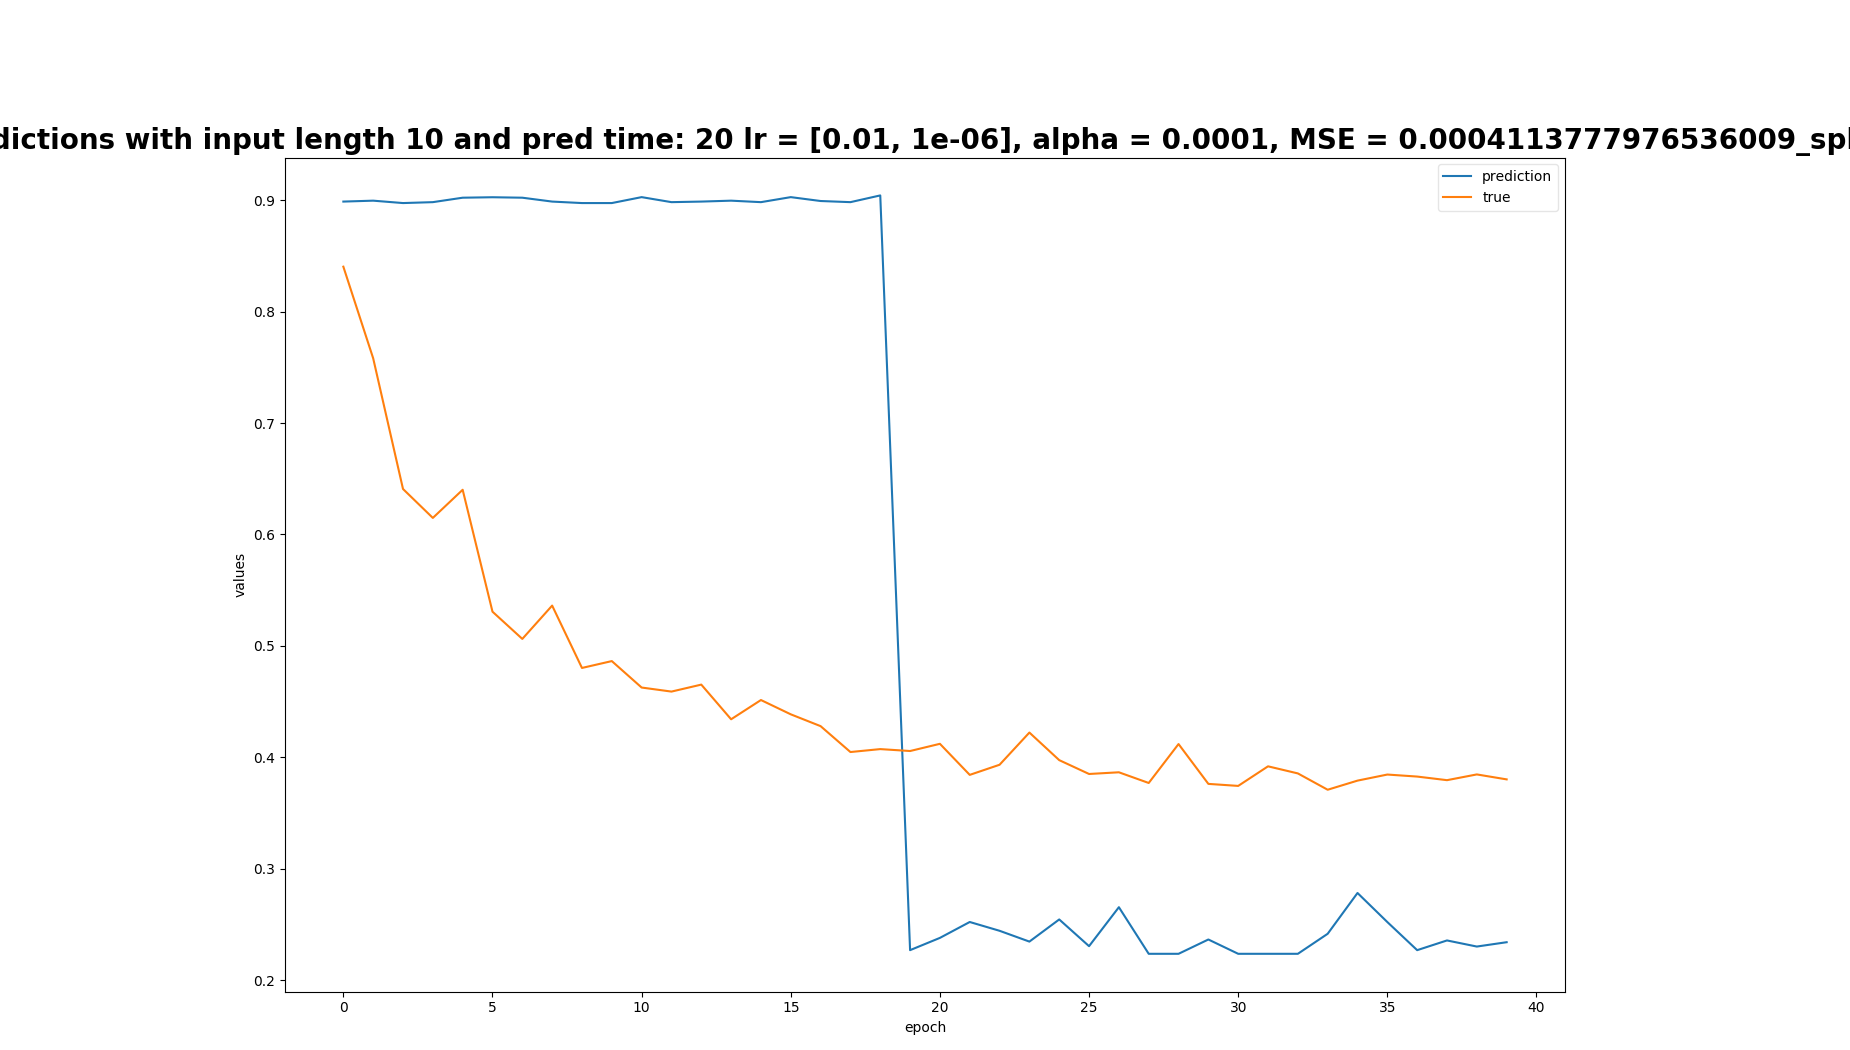 dictions with input length 10 and pred time: 20 lr = [0.01, 1e-06], alpha = 0.0001, MSE = 0.0004113777976536009_spl
prediction
true
0.9
0.8
0.7
0.6
0.5
0.4
0.3
0.2
values
0 5 10 15 20 25 30 35 40
epoch